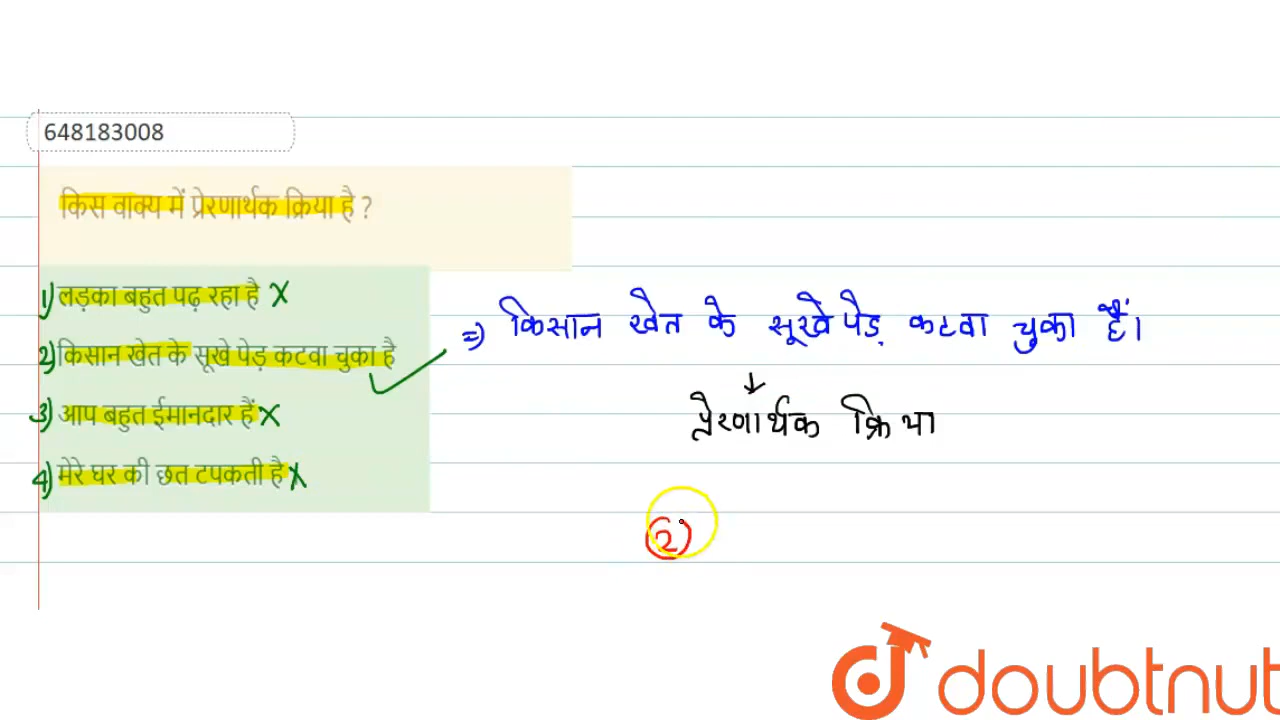 648183008
किस वाक्य में प्रेरणार्थक क्रिया है ?
1) लड़का बहुत पढ़ रहा है X
2) किसान खेत के सूखे पेड़ कटवा चुका है
3) आप बहुत ईमानदार हैं X
4) मेरे घर की छत टपकती है X
=) किसान खेत के सूखे पेड़ कटवा चुका हैं।
प्रेरणार्थक क्रिया
2
doubtnut